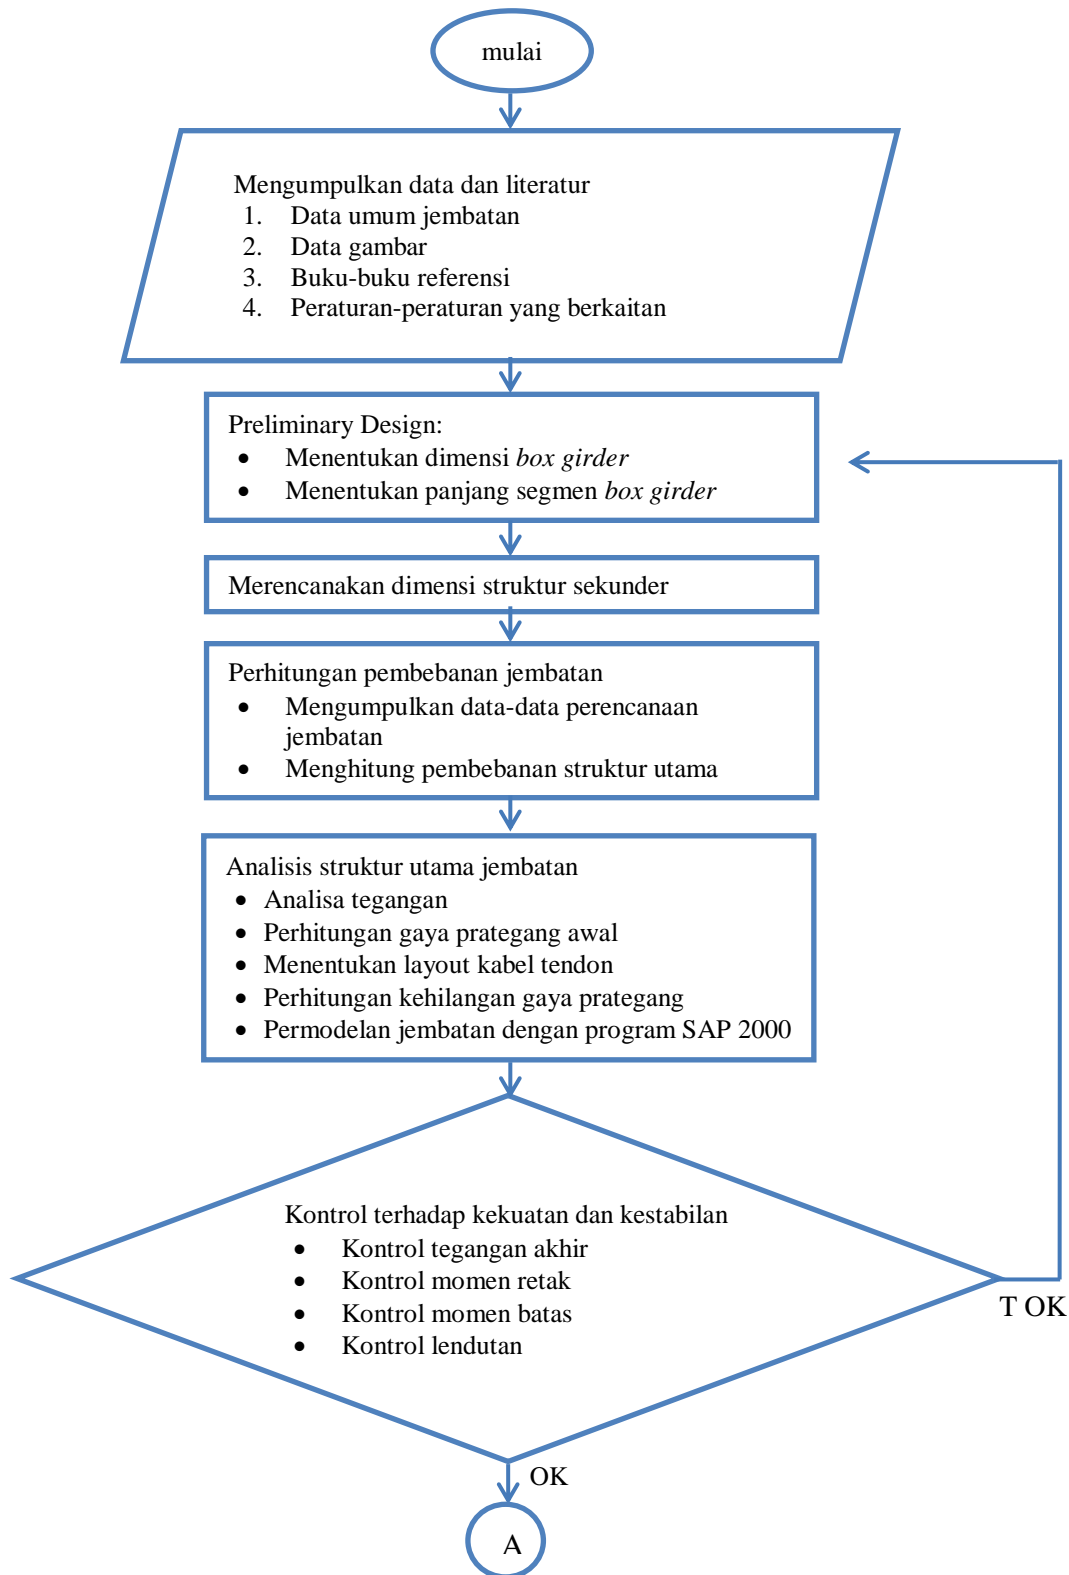 mulai
Mengumpulkan data dan literatur
1. Data umum jembatan
2. Data gambar
3. Buku-buku referensi
4. Peraturan-peraturan yang berkaitan
Preliminary Design:
• Menentukan dimensi box girder
• Menentukan panjang segmen box girder
Merencanakan dimensi struktur sekunder
Perhitungan pembebanan jembatan
• Mengumpulkan data-data perencanaan
jembatan
• Menghitung pembebanan struktur utama
Analisis struktur utama jembatan
• Analisa tegangan
• Perhitungan gaya prategang awal
• Menentukan layout kabel tendon
• Perhitungan kehilangan gaya prategang
• Permodelan jembatan dengan program SAP 2000
Kontrol terhadap kekuatan dan kestabilan
• Kontrol tegangan akhir
• Kontrol momen retak
• Kontrol momen batas
• Kontrol lendutan
T OK
OK
A